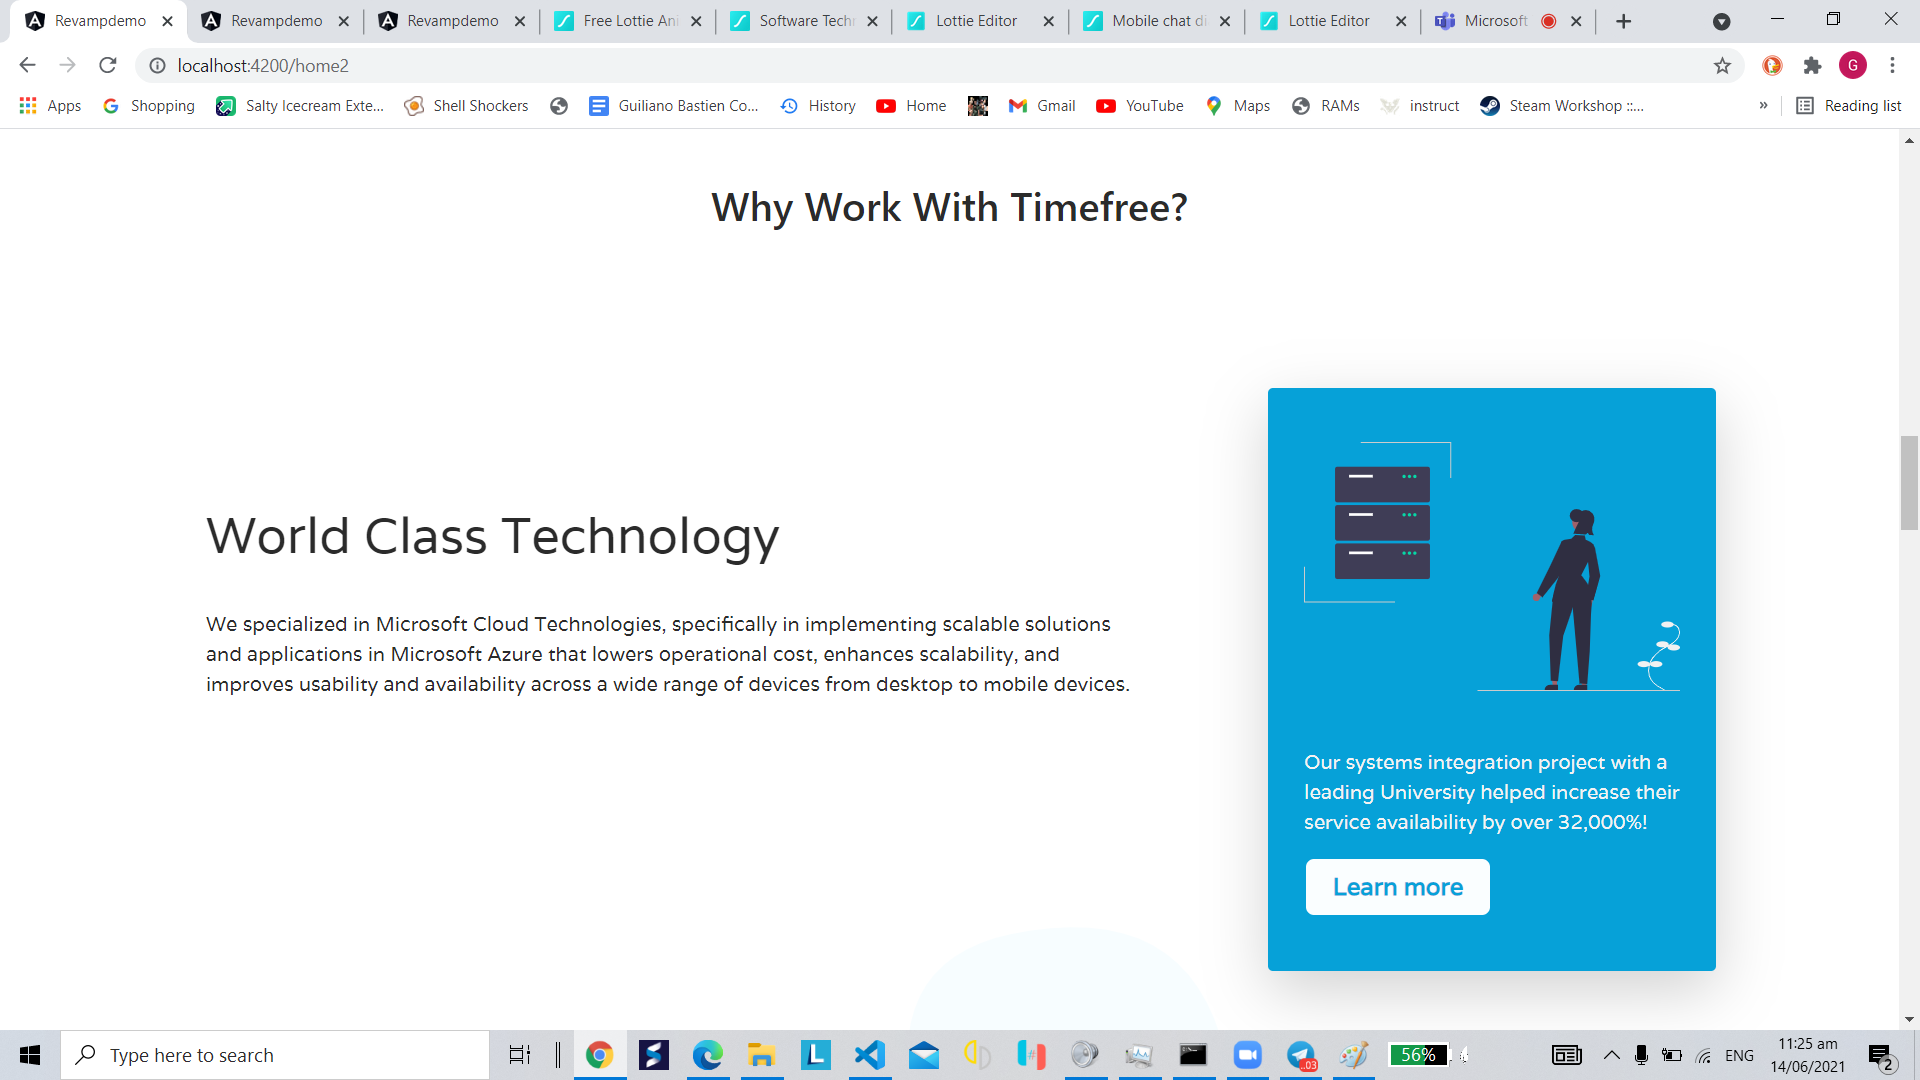 Revampdemo Revampdemo Revampdemo Free Lottie Ani Software Techn Lottie Editor Mobile chat di Lottie Editor Microsoft
localhost:4200/home2
G
Apps Shopping Salty Icecream Exte... Shell Shockers Guiliano Bastien Co... History Home Gmail YouTube Maps RAMs instruct Steam Workshop ::... » Reading list
Why Work With Timefree?
World Class Technology
We specialized in Microsoft Cloud Technologies, specifically in implementing scalable solutions
and applications in Microsoft Azure that lowers operational cost, enhances scalability, and
improves usability and availability across a wide range of devices from desktop to mobile devices.
Our systems integration project with a
leading University helped increase their
service availability by over 32,000%!
Learn more
Type here to search
L
..03
56%
ENG
11:25 am
14/06/2021
2